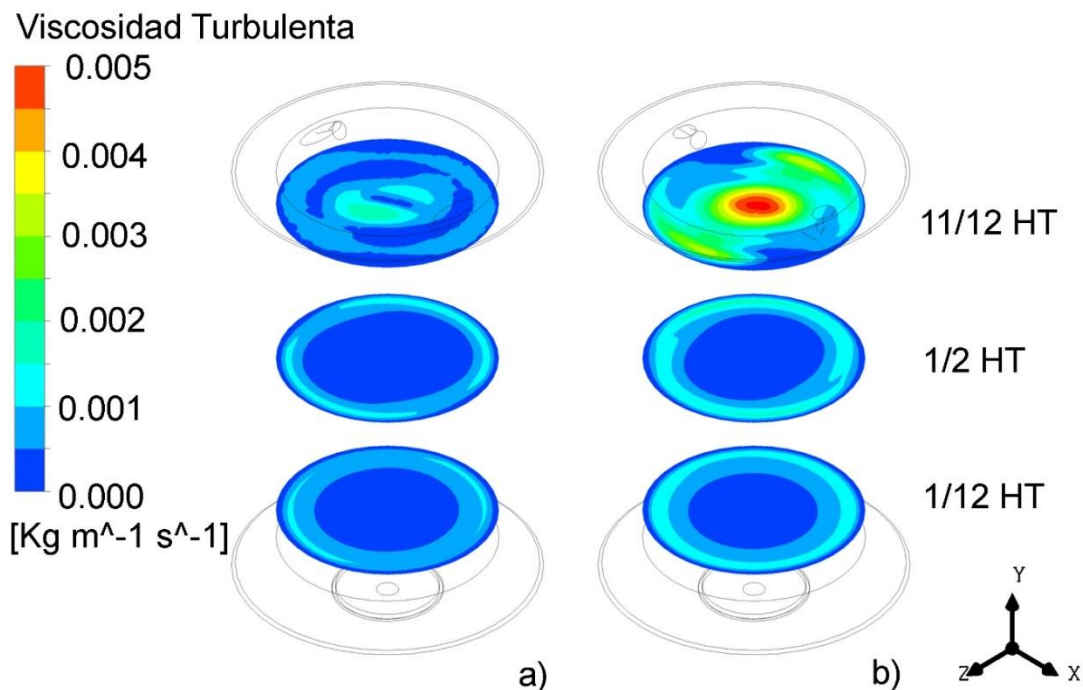 Viscosidad Turbulenta
0.005
0.004
0.003
0.002
0.001
0.000
[Kg m^-1 s^-1]
11/12 HT
1/2 HT
1/12 HT
a)
b)
Y
Z
X